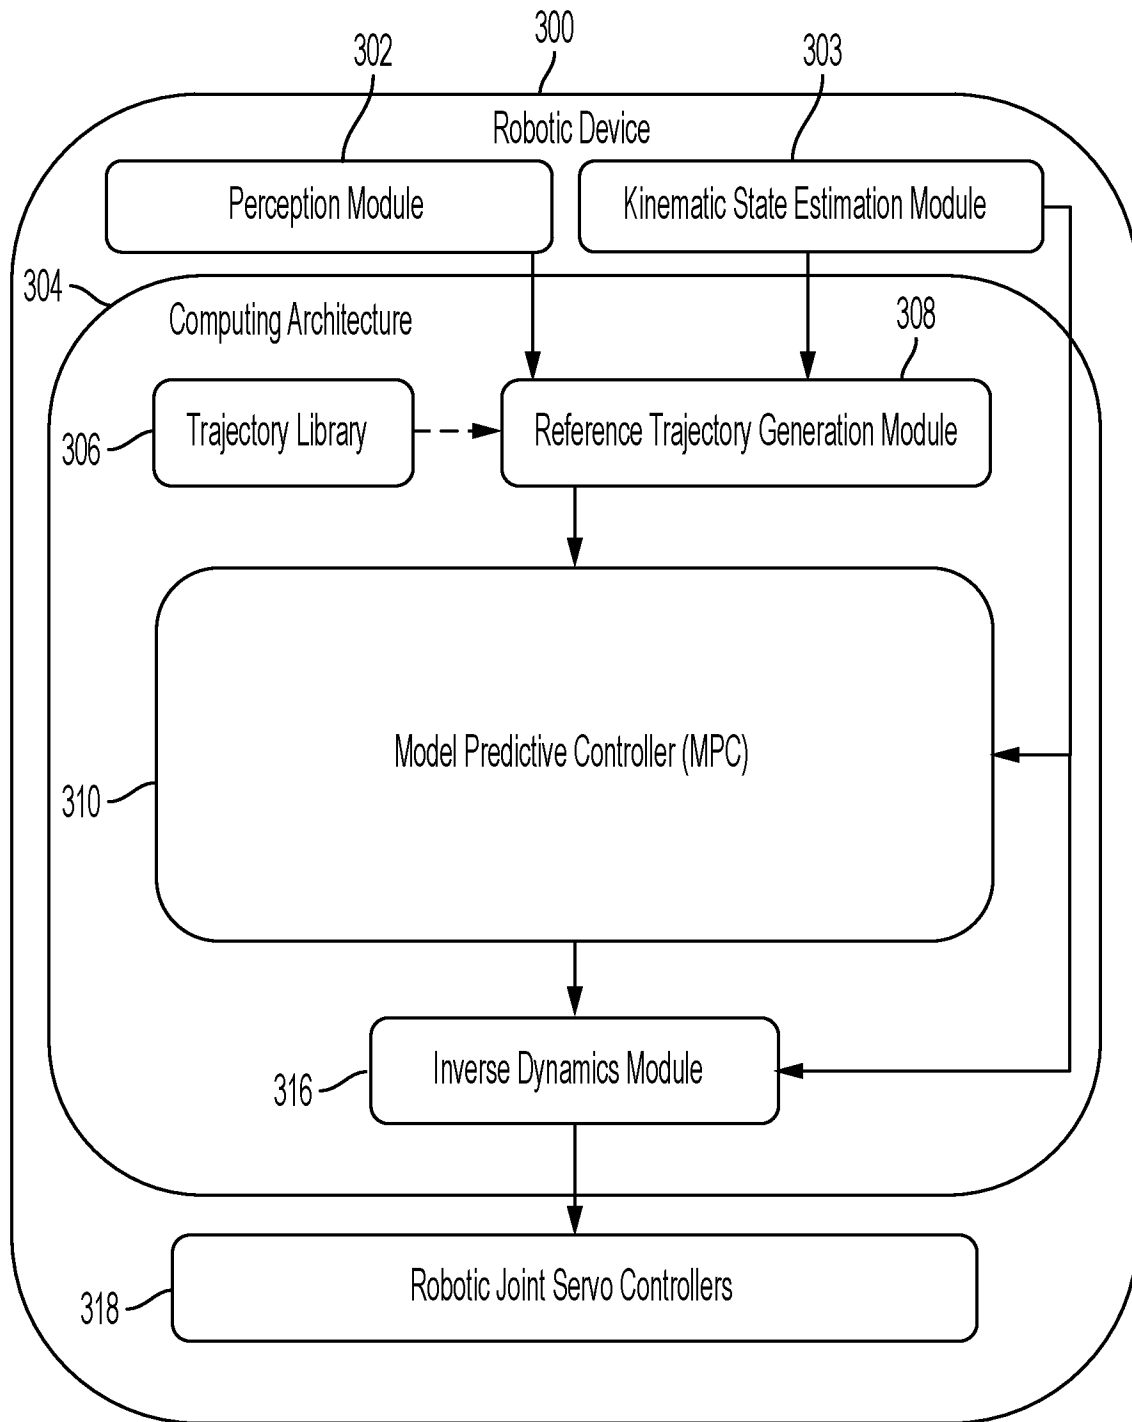 300
302
303
Robotic Device
Perception Module
Kinematic State Estimation Module
304
Computing Architecture
308
306
Trajectory Library
Reference Trajectory Generation Module
Model Predictive Controller (MPC)
310
Inverse Dynamics Module
316
Robotic Joint Servo Controllers
318